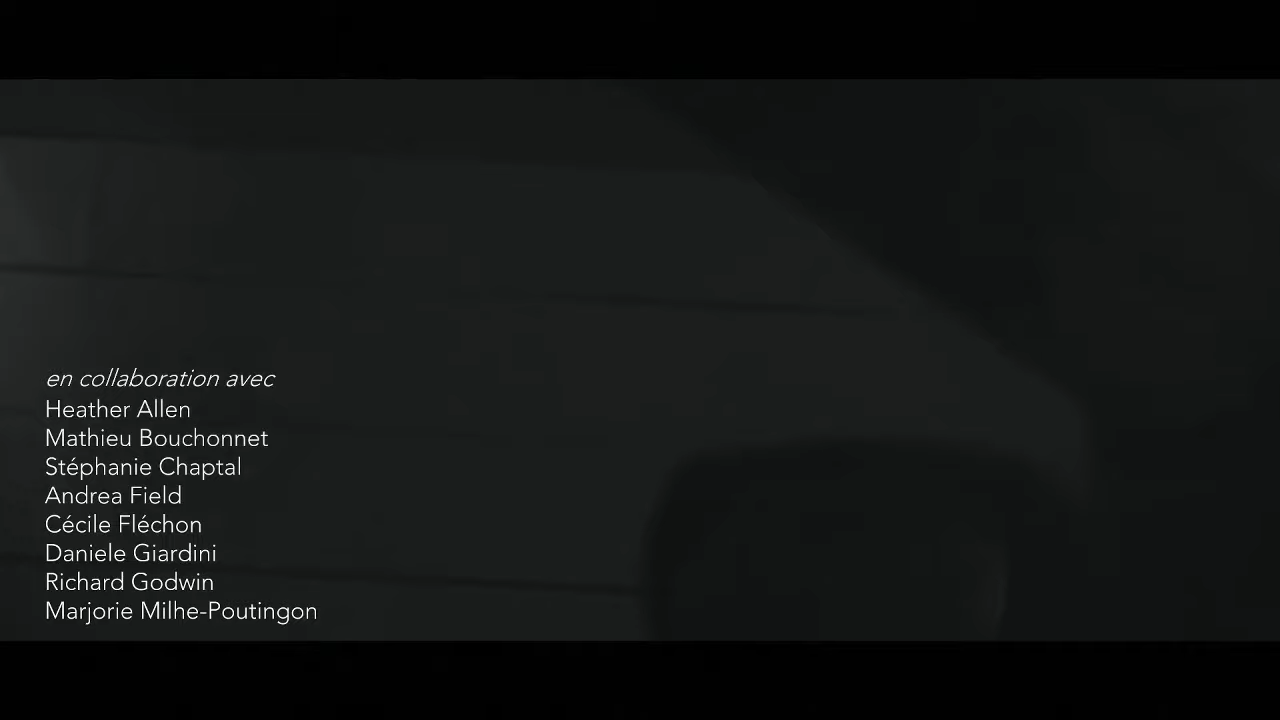 en collaboration avec
Heather Allen
Mathieu Bouchonnet
Stéphanie Chaptal
Andrea Field
Cécile Fléchon
Daniele Giardini
Richard Godwin
Marjorie Milhe-Poutingon